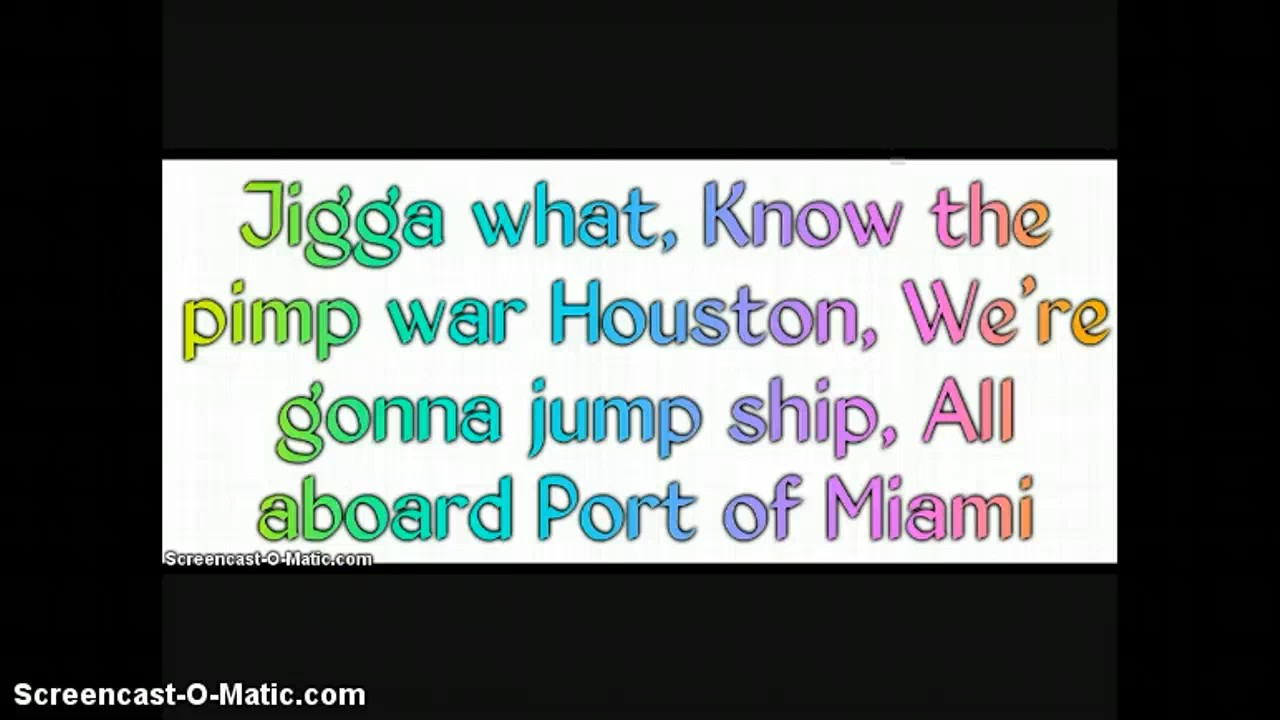 Jigga what, Know the
pimp war Houston, We're
gonna jump ship, All
aboard Port of Miami
Screencast-O-Matic.com
Screencast-O-Matic.com